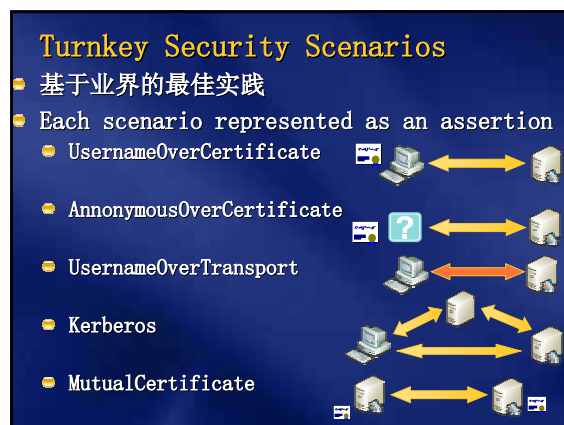 Turnkey Security Scenarios
基于业界的最佳实践
Each scenario represented as an assertion
UsernameOverCertificate
AnnonymousOverCertificate
?
UsernameOverTransport
Kerberos
MutualCertificate